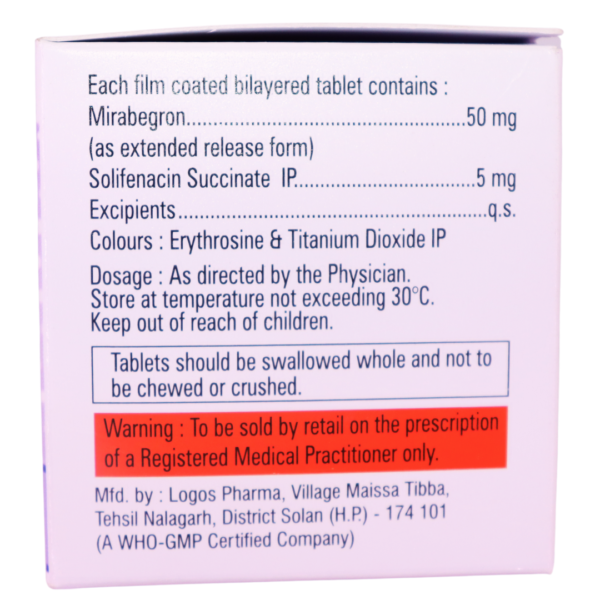 Each film coated bilayered tablet contains :
Mirabegron..................................................50 mg
(as extended release form)
Solifenacin Succinate IP.................................5 mg
Excipients.......................................................q.s.
Colours : Erythrosine & Titanium Dioxide IP
Dosage : As directed by the Physician.
Store at temperature not exceeding 30°C.
Keep out of reach of children.
Tablets should be swallowed whole and not to
be chewed or crushed.
Warning : To be sold by retail on the prescription
of a Registered Medical Practitioner only.
Mfd. by : Logos Pharma, Village Maissa Tibba,
Tehsil Nalagarh, District Solan (H.P.) - 174 101
(A WHO-GMP Certified Company)